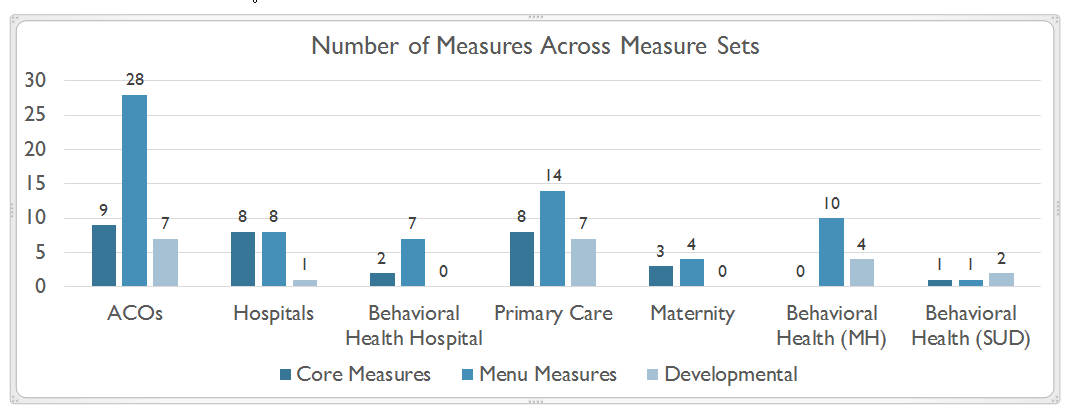 Number of Measures Across Measure Sets
30
25
20
15
10
5
0
9 28 7
8 8 1
2 7 0
8 14 7
3 4 0
0 10 4
1 1 2
ACOs
Hospitals
Behavioral
Health Hospital
Primary Care
Maternity
Behavioral
Health (MH)
Behavioral
Health (SUD)
Core Measures Menu Measures Developmental